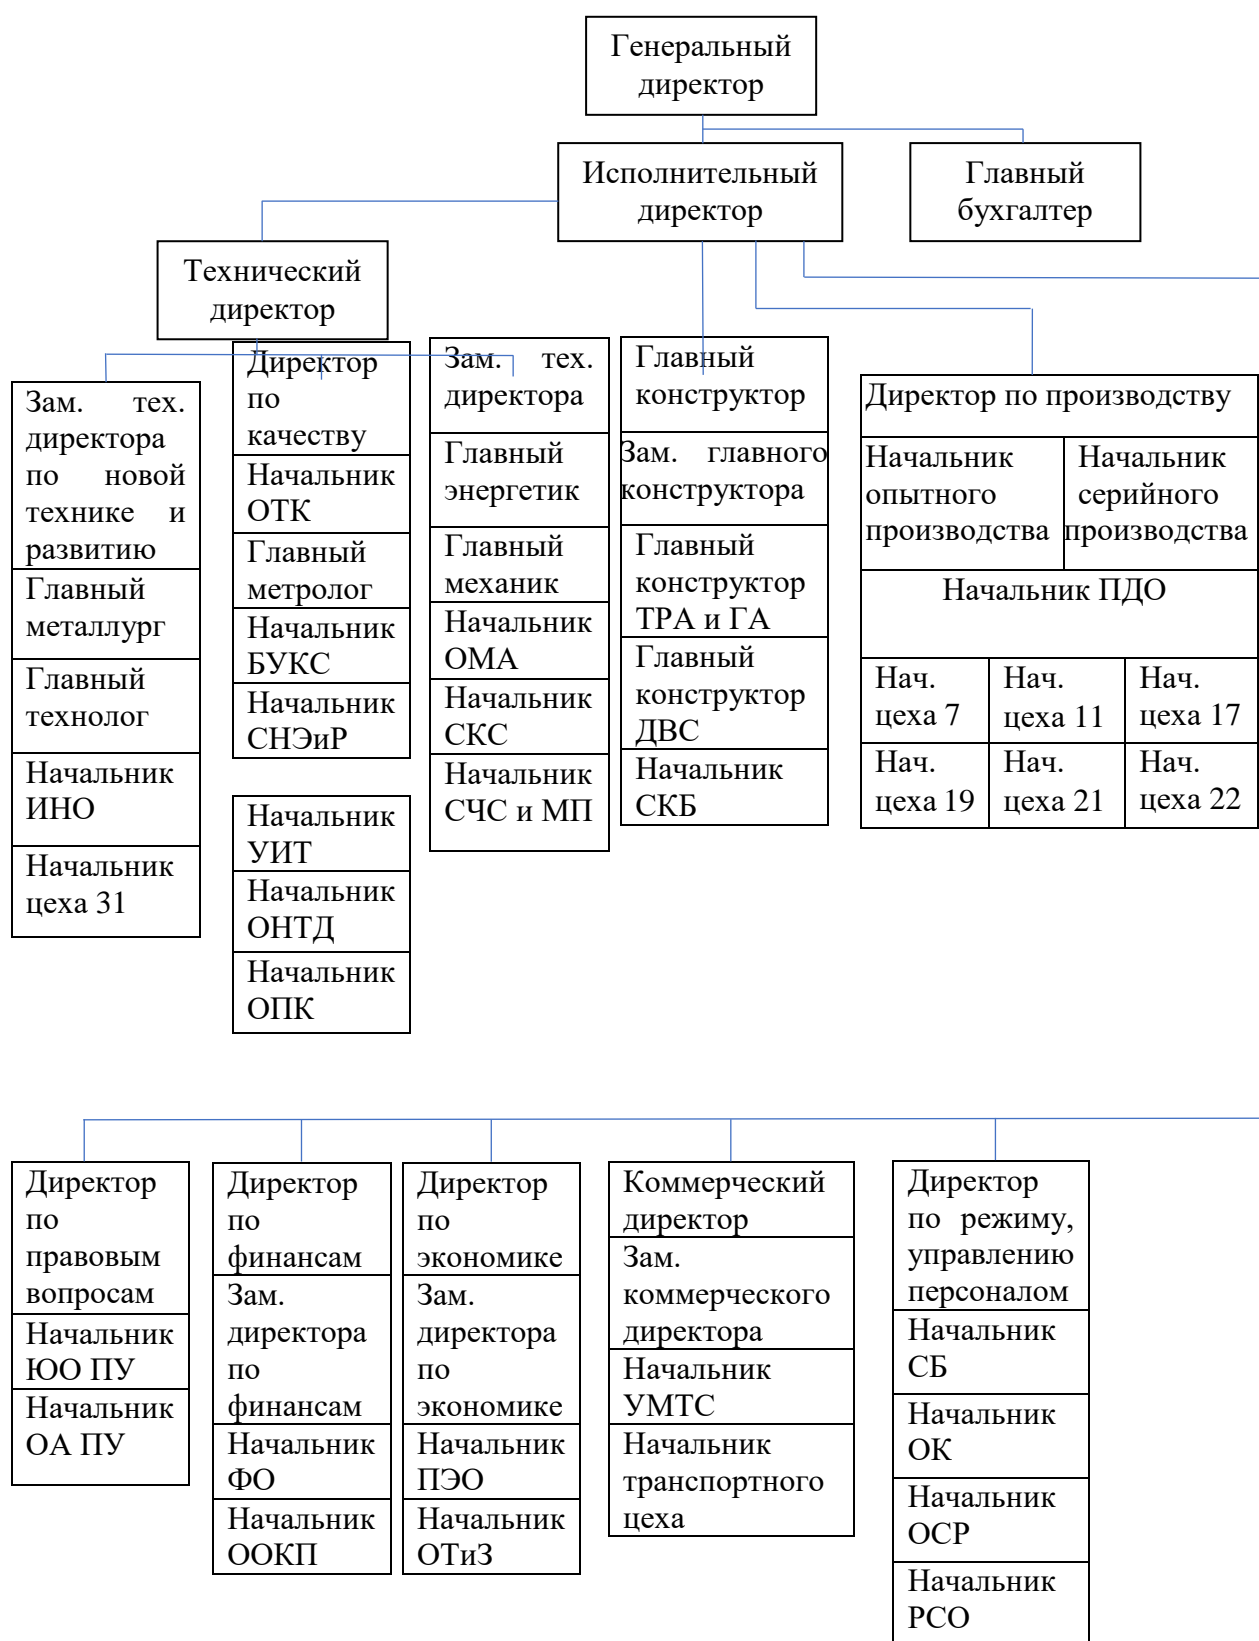 Генеральный
директор
Исполнительный
директор
Главный
бухгалтер
Технический
директор
Зам. тех.
директора
по новой
технике и
развитию
Главный
металлург
Главный
технолог
Начальник
ИНО
Начальник
цеха 31
Директор
по
качеству
Начальник
ОТК
Главный
метролог
Начальник
БУКС
Начальник
СНЭиР
Начальник
УИТ
Начальник
ОНТД
Начальник
ОПК
Зам. тех.
директора
Главный
энергетик
Главный
механик
Начальник
ОМА
Начальник
СКС
Начальник
СЧС и МП
Главный
конструктор
Зам. главного
конструктора
Главный
конструктор
ТРА и ГА
Главный
конструктор
ДВС
Начальник
СКБ
Директор по производству
Начальник
опытного
производства
Начальник
серийного
производства
Начальник ПДО
Нач.
цеха 7
Нач.
цеха 11
Нач.
цеха 17
Нач.
цеха 19
Нач.
цеха 21
Нач.
цеха 22
Директор
по
правовым
вопросам
Начальник
ЮО ПУ
Начальник
ОА ПУ
Директор
по
финансам
Зам.
директора
по
финансам
Начальник
ФО
Начальник
ООКП
Директор
по
экономике
Зам.
директора
по
экономике
Начальник
ПЭО
Начальник
ОТиЗ
Коммерческий
директор
Зам.
коммерческого
директора
Начальник
УМТС
Начальник
транспортного
цеха
Директор
по режиму,
управлению
персоналом
Начальник
СБ
Начальник
ОК
Начальник
ОСР
Начальник
РСО